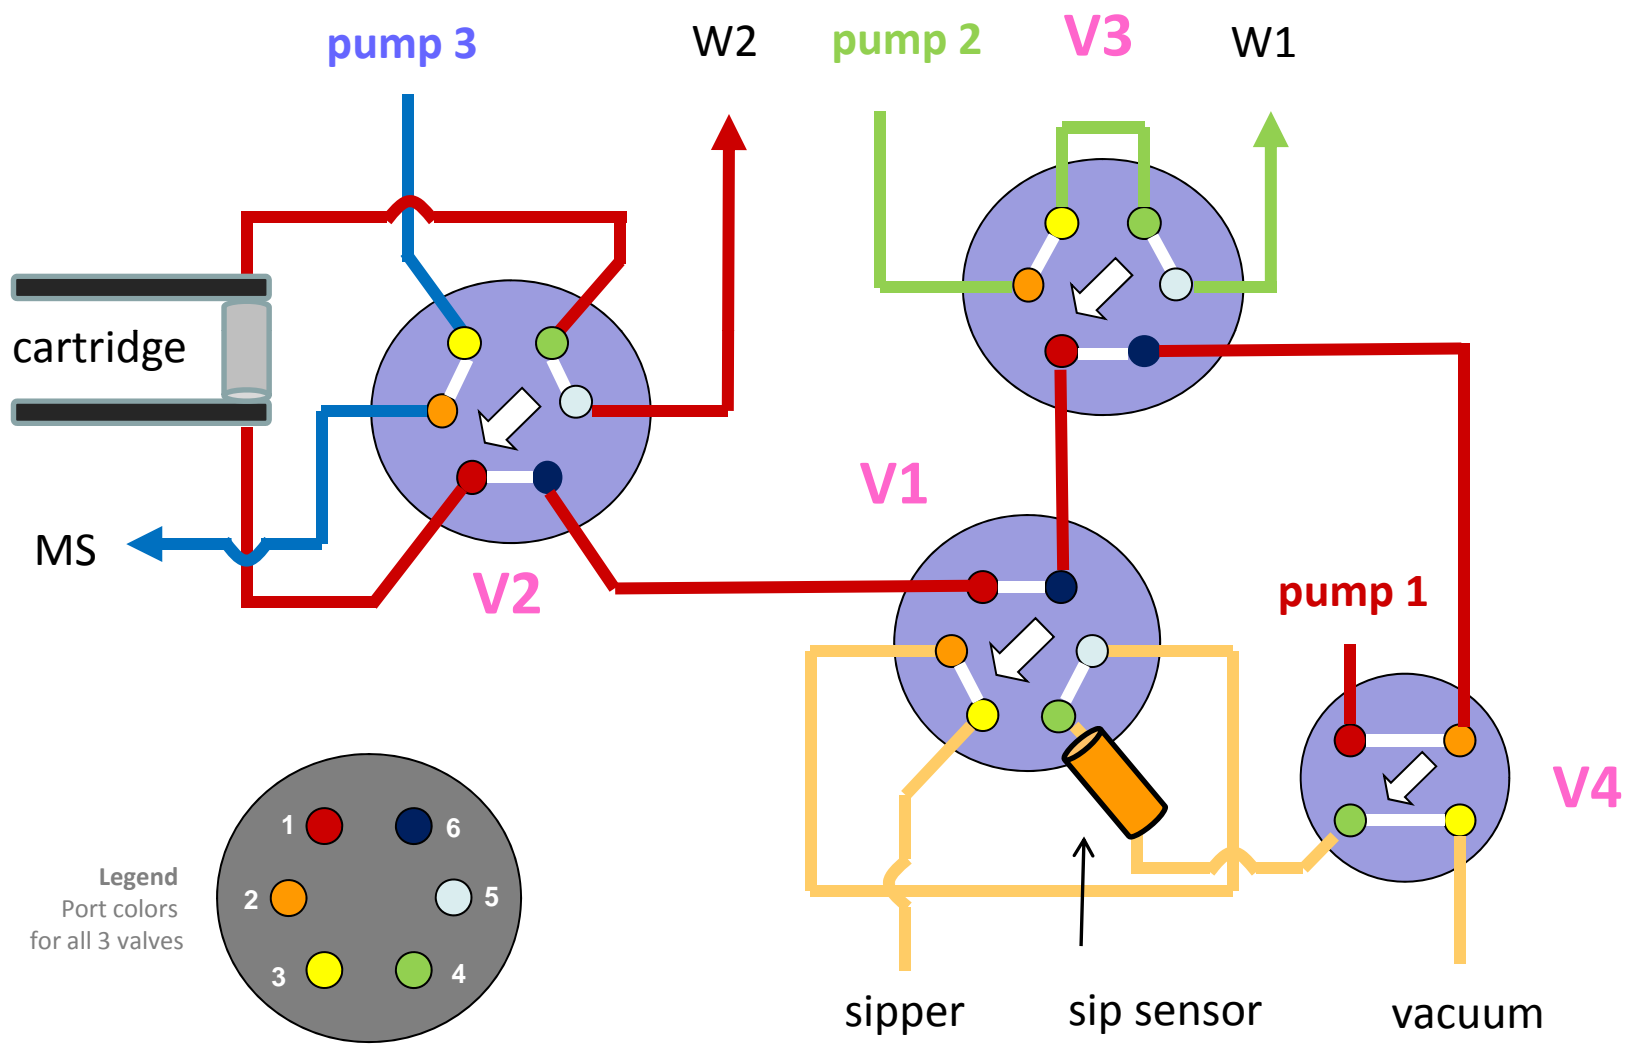 pump 3
W2
pump 2
V3
W1
cartridge
V1
MS
V2
pump 1
V4
1
6
Legend
2
5
Port colors
for all 3 valves
3
4
sipper
sip sensor
vacuum